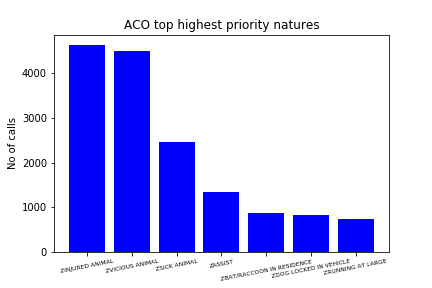 ACO top highest priority natures
No of calls
4000
3000
2000
1000
0
ZINJURED ANIMAL
ZVICIOUS ANIMAL
ZSICK ANIMAL
ZASSIST
ZBAT/RACCOON IN RESIDENCE
ZDOG LOCKED IN VEHICLE
ZRUNNING AT LARGE